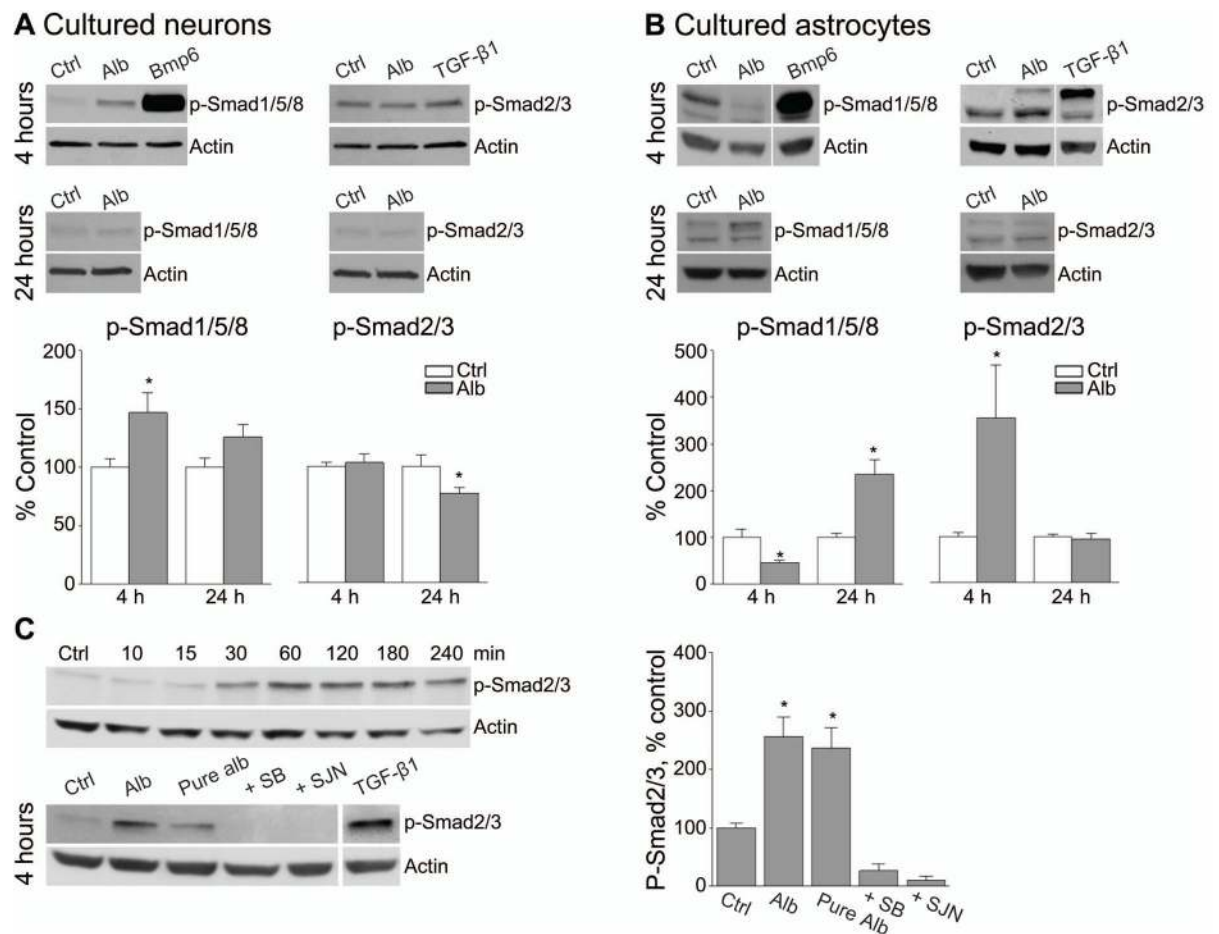 A Cultured neurons
Ctrl Alb Bmp6
4 hours
p-Smad1/5/8
Actin
Ctrl Alb TGF-β1
p-Smad2/3
Actin
24 hours
Ctrl Alb
p-Smad1/5/8
Actin
Ctrl Alb
p-Smad2/3
Actin
p-Smad1/5/8 p-Smad2/3
% Control
200
150
100
50
0
* *
Ctrl
Alb
4 h 24 h 4 h 24 h
B Cultured astrocytes
Ctrl Alb Bmp6
4 hours
p-Smad1/5/8
Actin
Ctrl Alb TGF-β1
p-Smad2/3
Actin
24 hours
Ctrl Alb
p-Smad1/5/8
Actin
Ctrl Alb
p-Smad2/3
Actin
p-Smad1/5/8 p-Smad2/3
% Control
500
400
300
200
100
0
* * *
Ctrl
Alb
4 h 24 h 4 h 24 h
C
Ctrl 10 15 30 60 120 180 240 min
p-Smad2/3
Actin
4 hours
Ctrl Alb Pure alb + SB + SJN TGF-β1
p-Smad2/3
Actin
P-Smad2/3, % control
400
300
200
100
0
* *
Ctrl Alb Pure Alb + SB + SJN